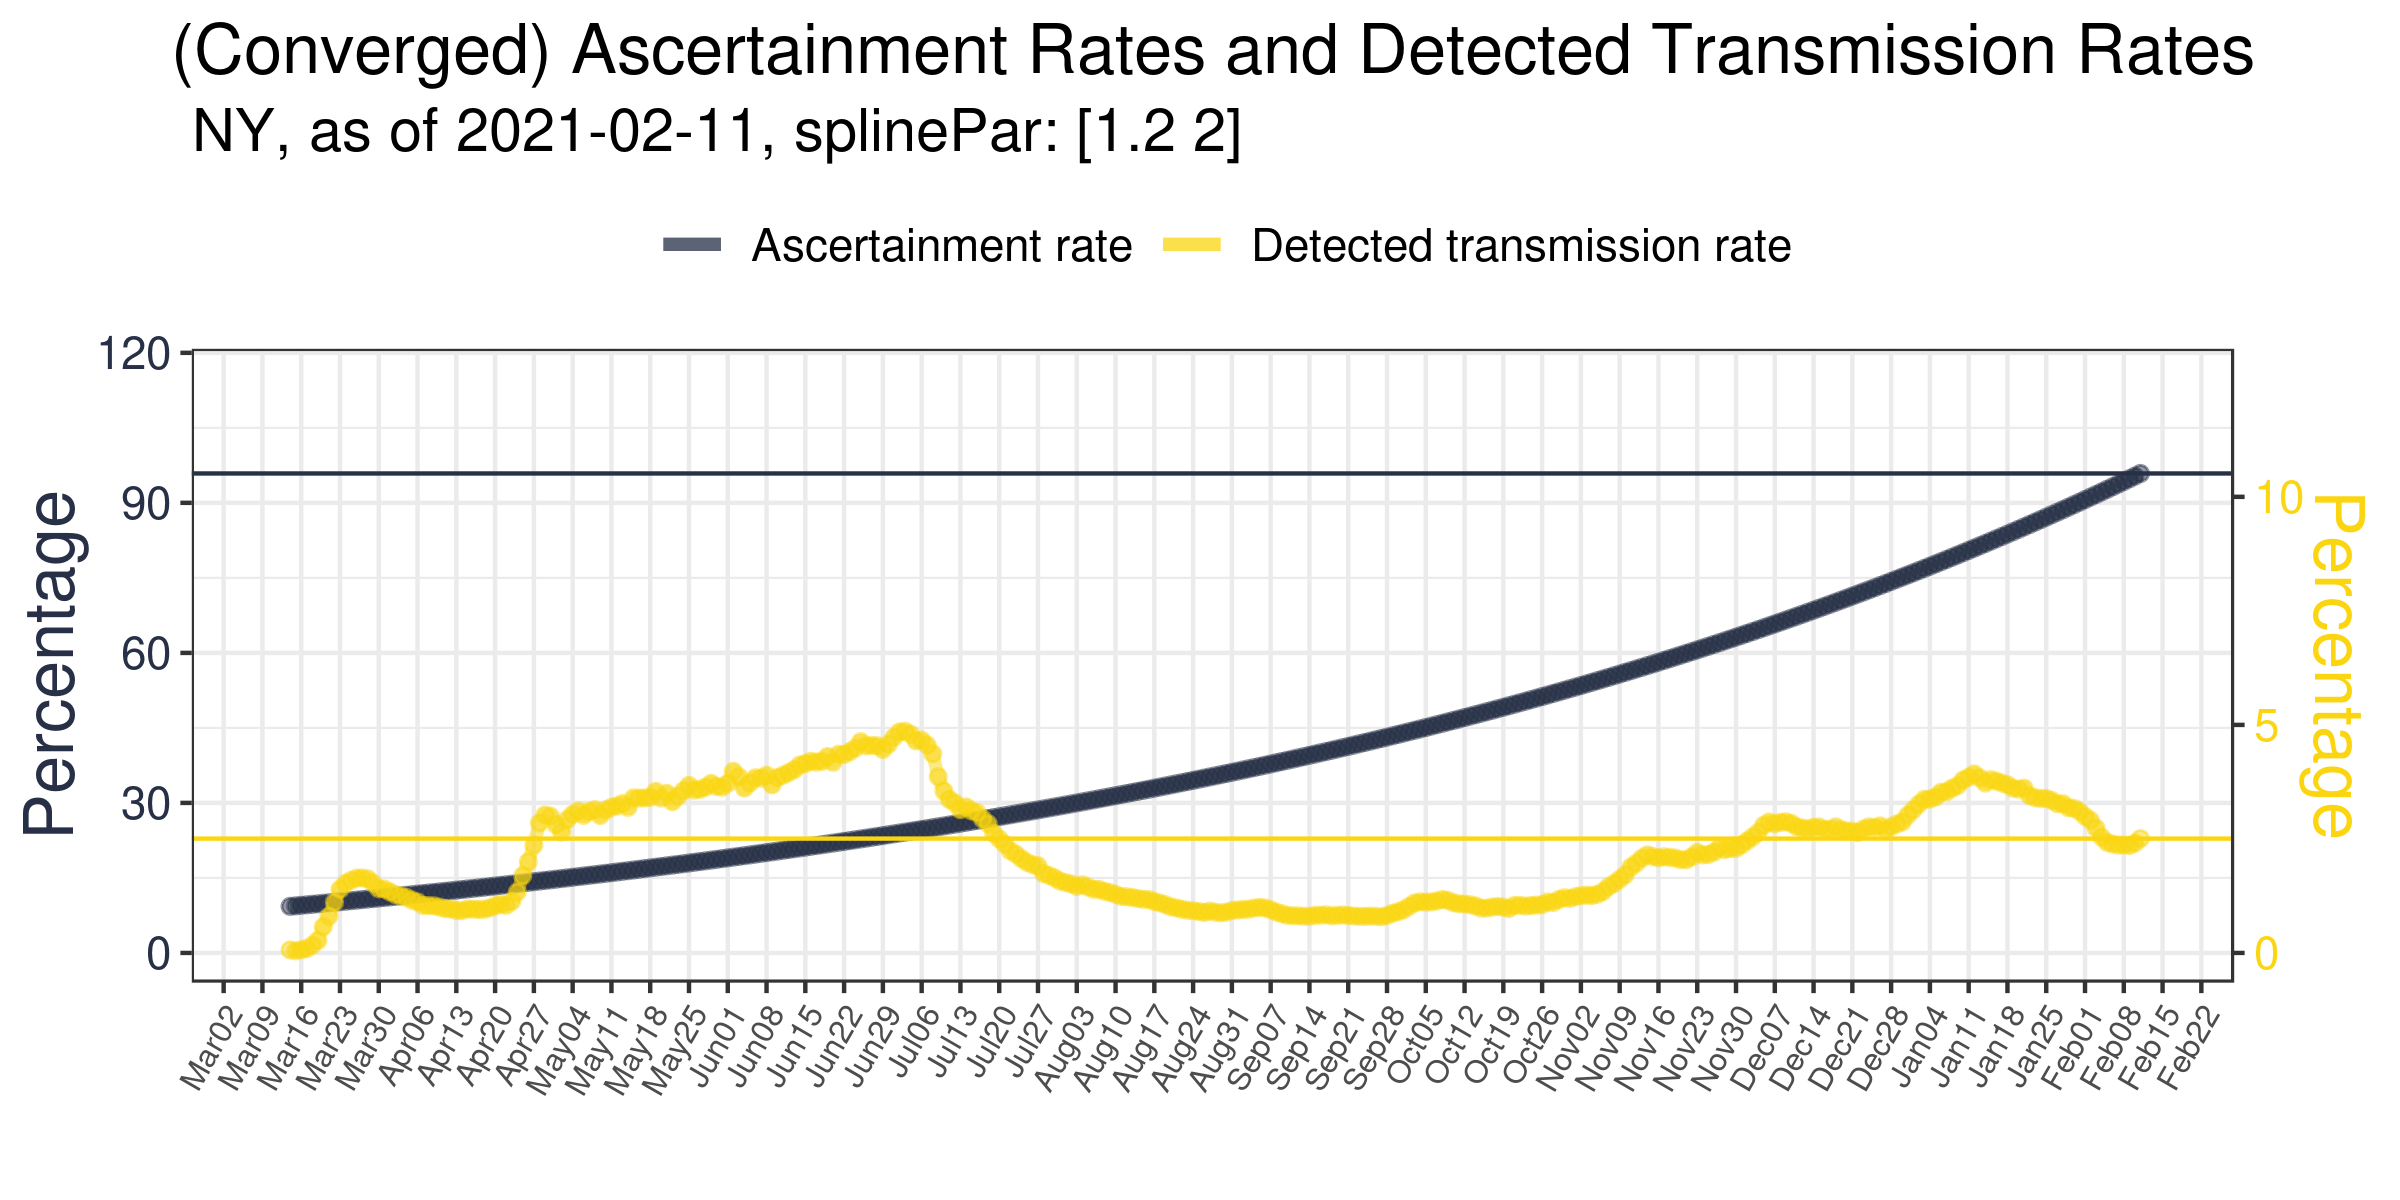 (Converged) Ascertainment Rates and Detected Transmission Rates
NY, as of 2021-02-11, splinePar: [1.2 2]
Ascertainment rate Detected transmission rate
Percentage
120
90
60
30
0
10
5
0
Percentage
Mar02 Mar09 Mar16 Mar23 Mar30 Apr06 Apr13 Apr20 Apr27 May04 May11 May18 May25 Jun01 Jun08 Jun15 Jun22 Jun29 Jul06 Jul13 Jul20 Jul27 Aug03 Aug10 Aug17 Aug24 Aug31 Sep07 Sep14 Sep21 Sep28 Oct05 Oct12 Oct19 Oct26 Nov02 Nov09 Nov16 Nov23 Nov30 Dec07 Dec14 Dec21 Dec28 Jan04 Jan11 Jan18 Jan25 Feb01 Feb08 Feb15 Feb22